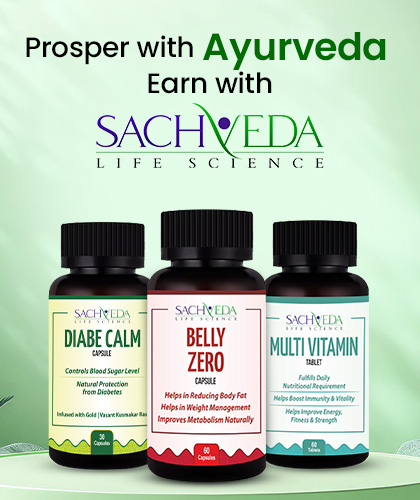 Prosper with Ayurveda
Earn with
SACHVEDA
LIFE SCIENCE
SACHVEDA
LIFE SCIENCE
DIABE CALM
CAPSULE
Controls Blood Sugar Level
Natural Protection
from Diabetes
Infused with Gold | Vasant Kusmakar Ras
30
Capsules
SACHVEDA
LIFE SCIENCE
BELLY
ZERO
CAPSULE
Helps in Reducing Body Fat
Helps in Weight Management
Improves Metabolism Naturally
60
Capsules
SACHVEDA
LIFE SCIENCE
MULTI VITAMIN
TABLET
Fulfills Daily
Nutritional Requirement
Helps Boost Immunity & Vitality
Helps Improve Energy,
Fitness & Strength
60
Tablets